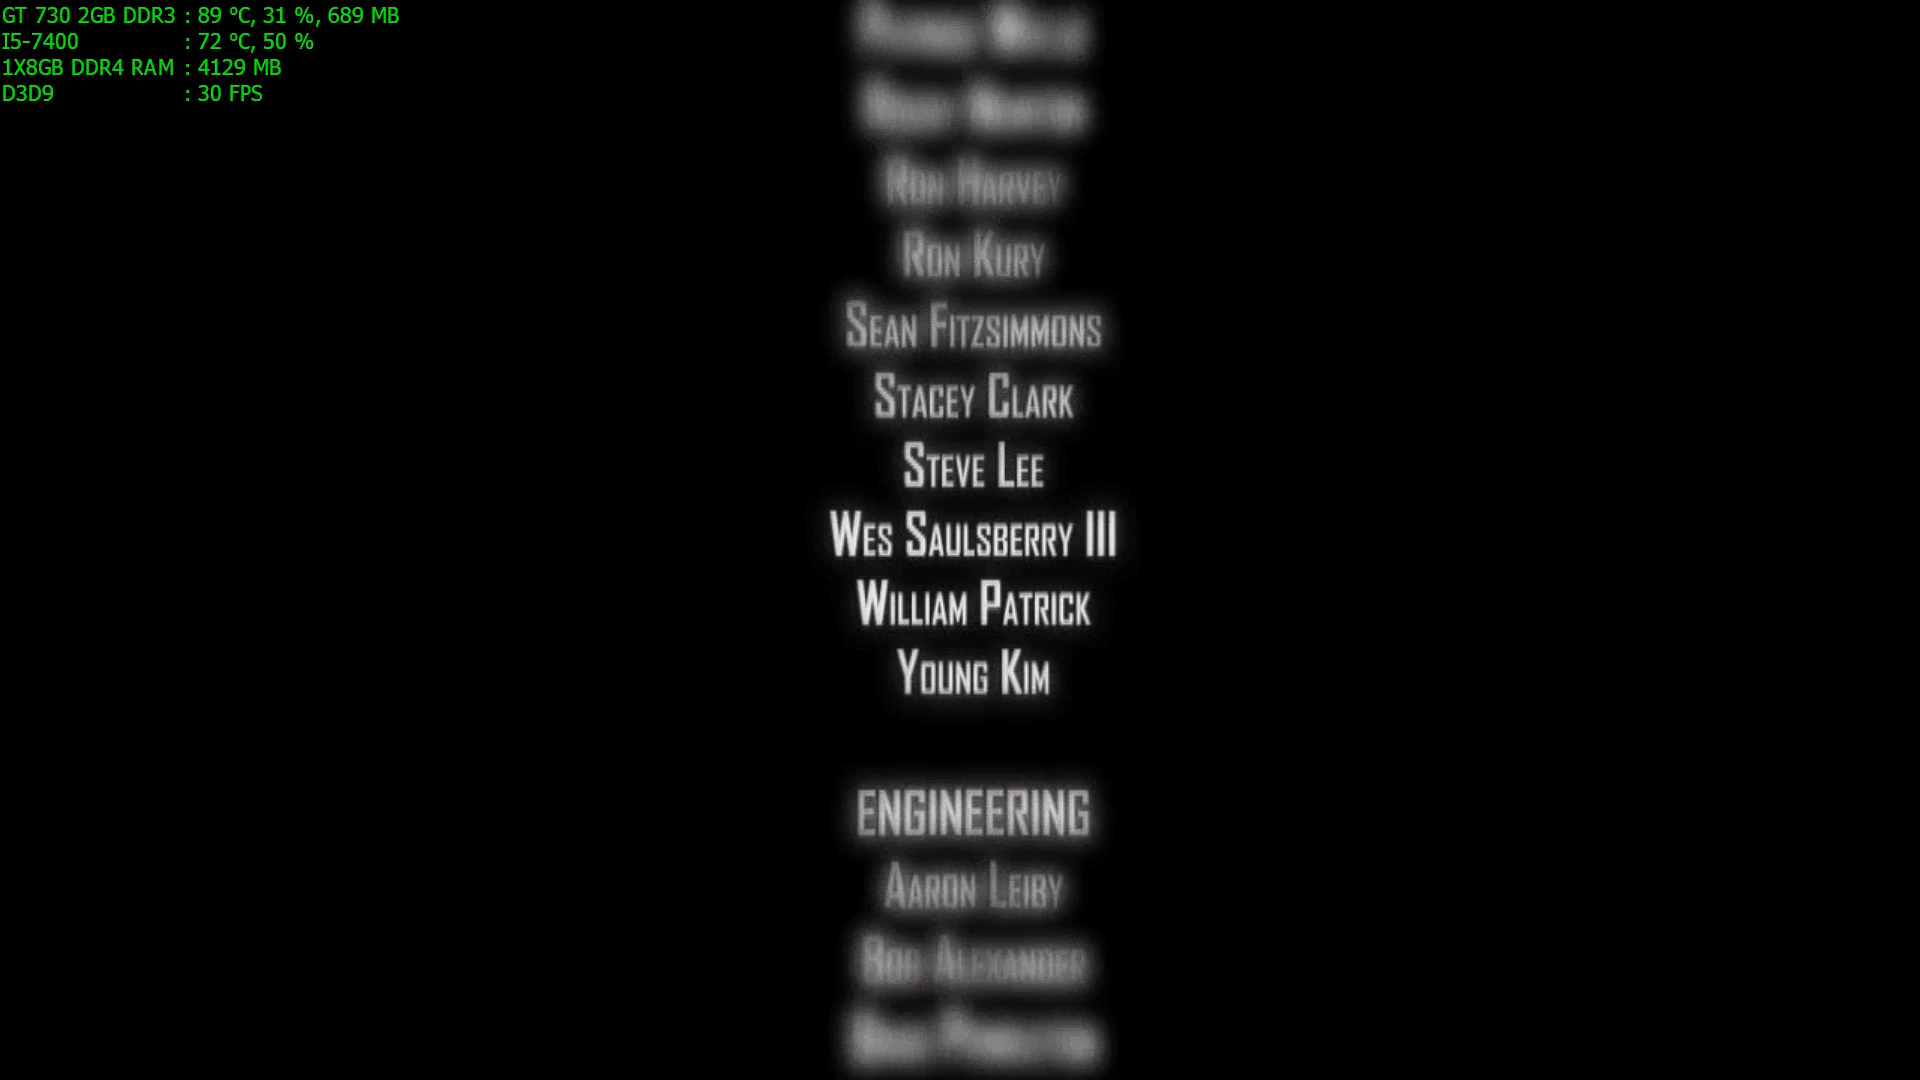 GT 730 2GB DDR3 : 89 °C, 31 %, 689 MB
I5-7400 : 72 °C, 50 %
1X8GB DDR4 RAM : 4129 MB
D3D9 : 30 FPS
RON HARVEY
RON KURY
SEAN FITZSIMMONS
STACEY CLARK
STEVE LEE
WES SAULSBERRY III
WILLIAM PATRICK
YOUNG KIM
ENGINEERING
AARON LEIBY
ALEXANDER